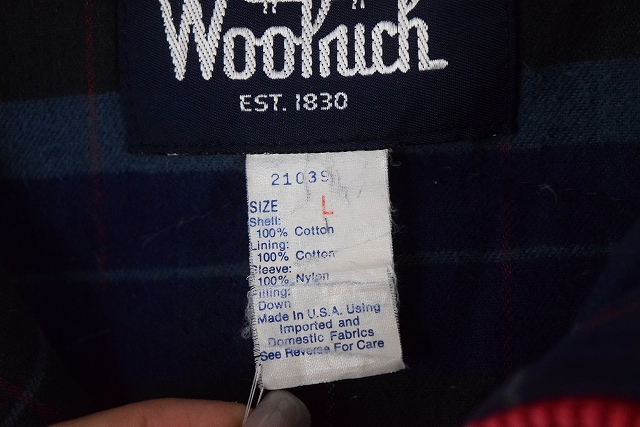 Woolrich
EST. 1830
21039
SIZE L
Shell:
100% Cotton
Lining:
100% Cotton
Sleeve:
100% Nylon
Filling:
Down
Made In U.S.A. Using
Imported and
Domestic Fabrics
See Reverse For Care